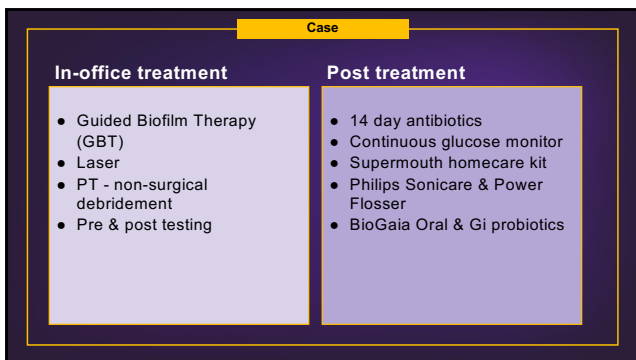 Case
In-office treatment
● Guided Biofilm Therapy
(GBT)
● Laser
● PT - non-surgical
debridement
● Pre & post testing
Post treatment
● 14 day antibiotics
● Continuous glucose monitor
● Supermouth homecare kit
● Philips Sonicare & Power
Flosser
● BioGaia Oral & Gi probiotics